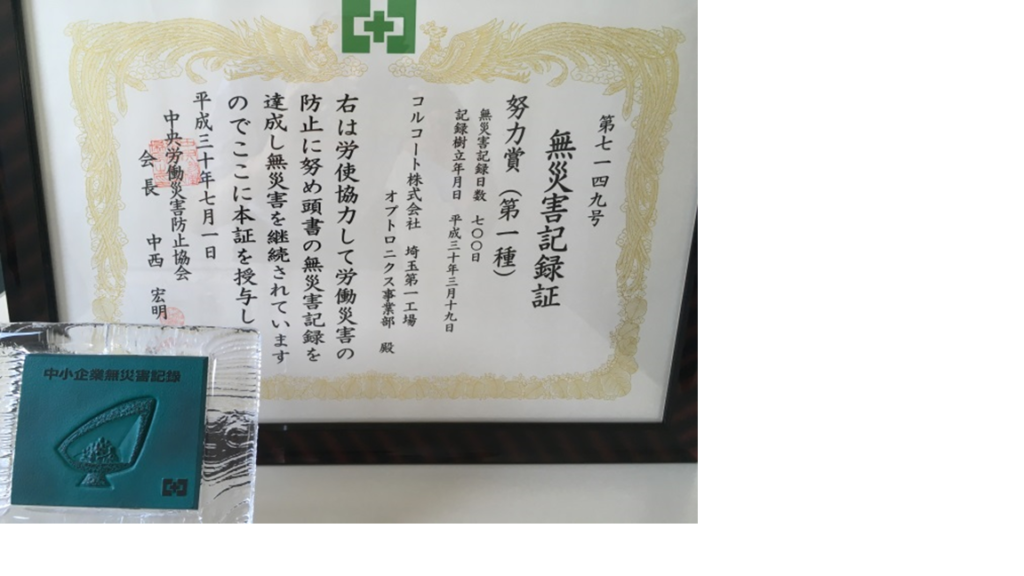 第七一四九号
無災害記録証
努力賞（第一種）
無災害記録日数　七〇〇日
記録樹立年月日　平成三十年三月十九日
コルコート株式会社　埼玉第一工場
オプトロニクス事業部　殿
右は労使協力して労働災害の
防止に努め頭書の無災害記録を
達成し無災害を継続されています
のでここに本証を授与し
平成三十年七月一日
中央労働災害防止協会
会長　中西　宏明
中小企業無災害記録